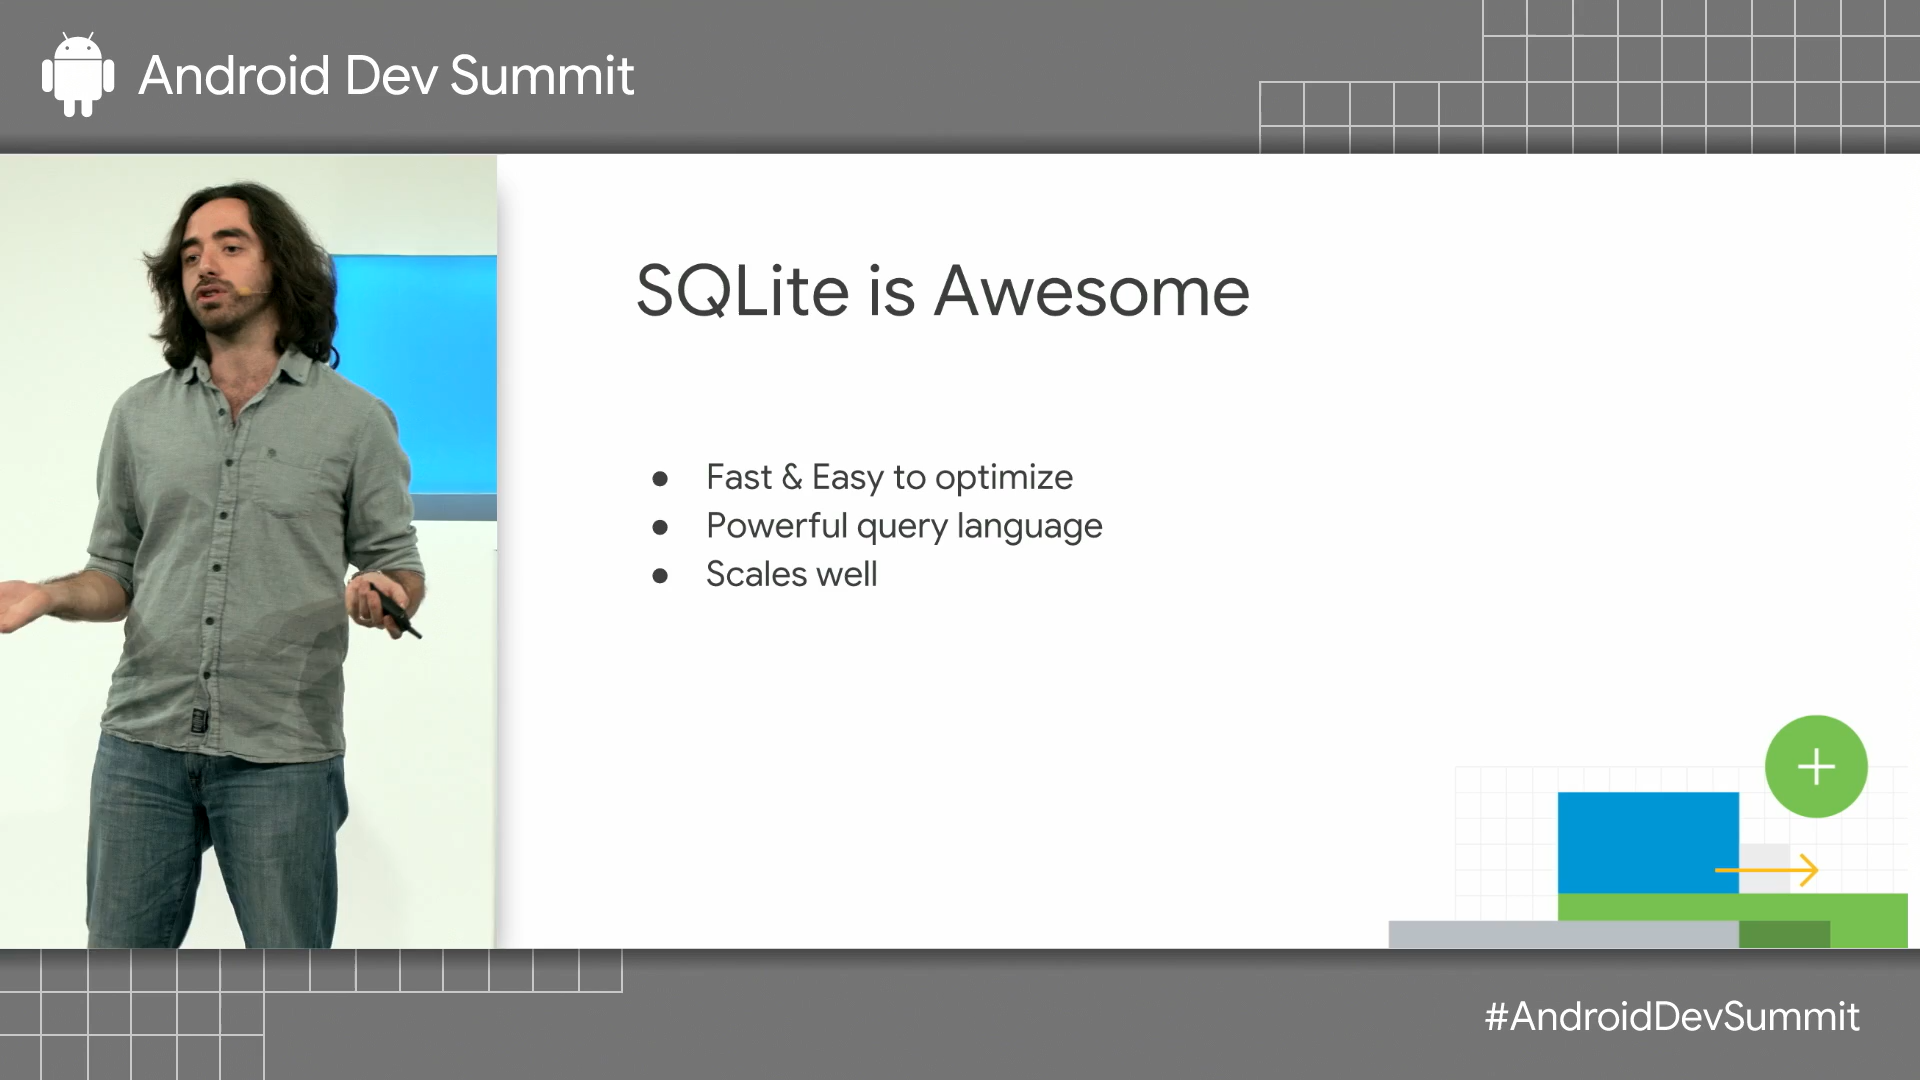 Android Dev Summit
SQLite is Awesome
● Fast & Easy to optimize
● Powerful query language
● Scales well
#AndroidDevSummit